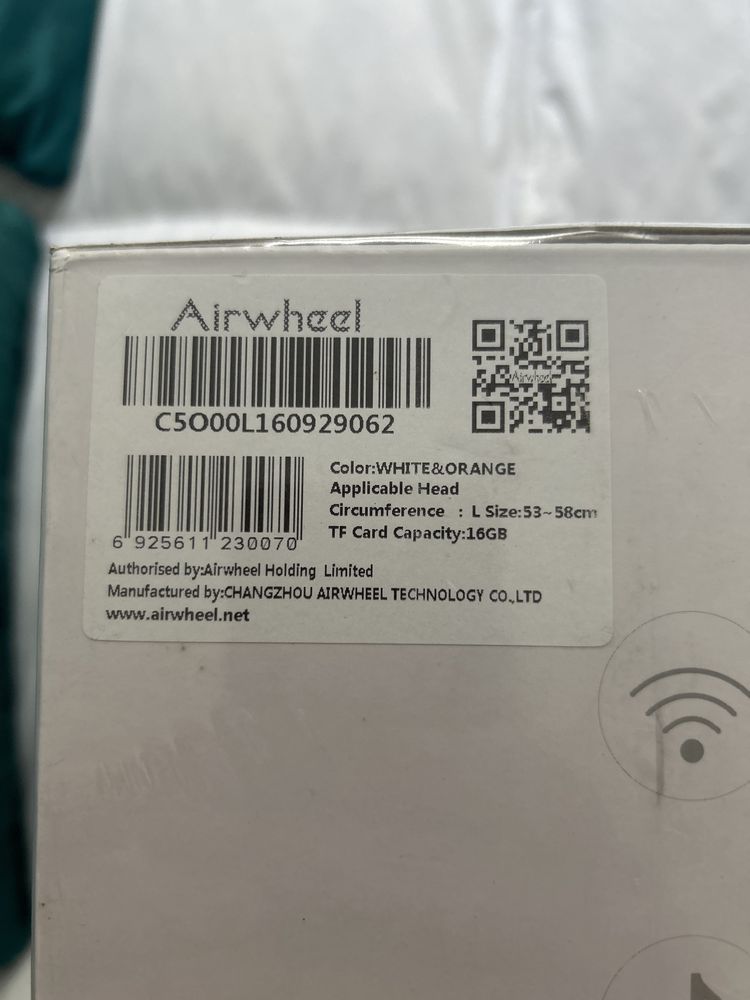 Airwheel
Airwheel
C5O00L160929062
Color:WHITE&ORANGE
Applicable Head
Circumference : L Size:53~58cm
TF Card Capacity:16GB
6 925611 230070
Authorised by:Airwheel Holding Limited
Manufactured by:CHANGZHOU AIRWHEEL TECHNOLOGY CO.,LTD
www.airwheel.net